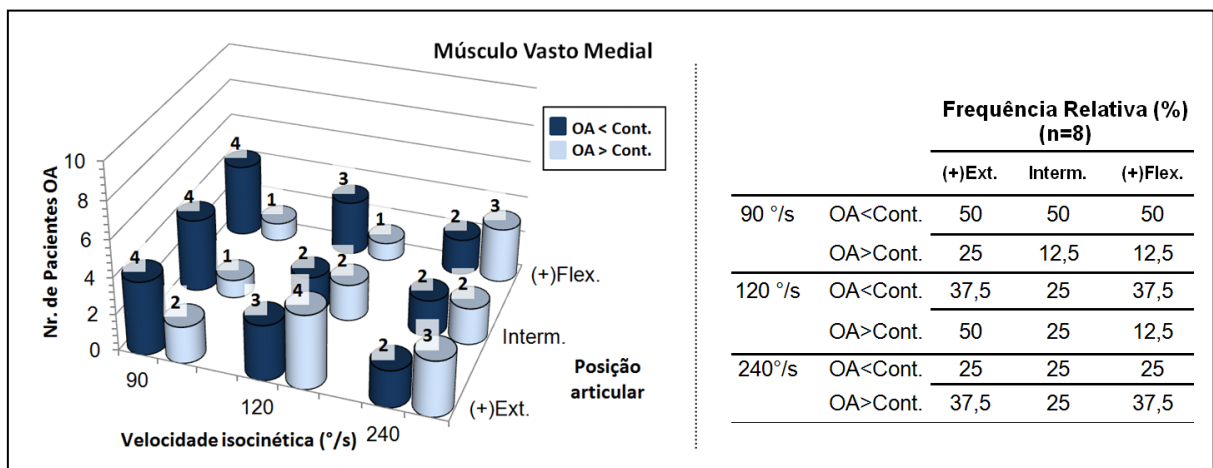 Músculo Vasto Medial
OA < Cont.
OA > Cont.
Nr. de Pacientes OA
10
8
6
4
2
0
4
1
3
1
2
3
4
1
2
2
2
2
4
2
3
4
2
3
90
120
240
(+)Flex.
Interm.
(+)Ext.
Posição
articular
Velocidade isocinética (°/s)
Frequência Relativa (%)
(n=8)
(+)Ext. Interm. (+)Flex.
90 °/s OA<Cont. 50 50 50
OA>Cont. 25 12,5 12,5
120 °/s OA<Cont. 37,5 25 37,5
OA>Cont. 50 25 12,5
240°/s OA<Cont. 25 25 25
OA>Cont. 37,5 25 37,5